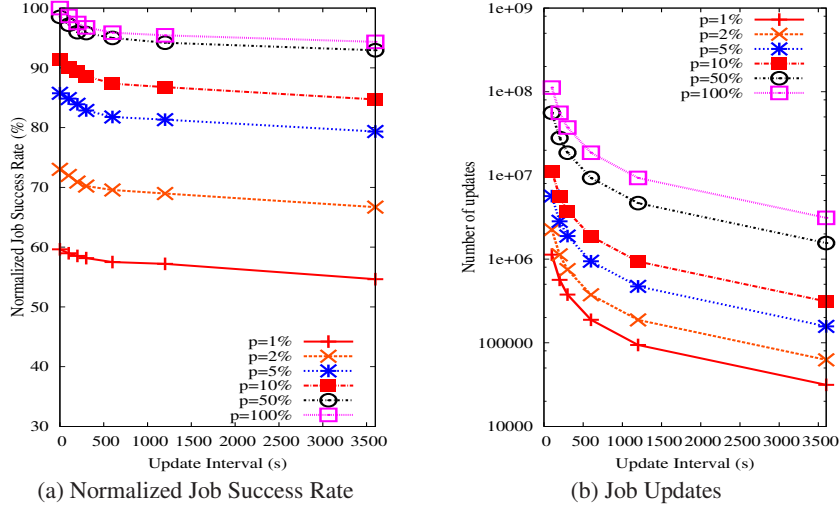 Normalized Job Success Rate (%)
100
90
80
70
60
50
40
30
0 500 1000 1500 2000 2500 3000 3500
Update Interval (s)
p=1%
p=2%
p=5%
p=10%
p=50%
p=100%
(a) Normalized Job Success Rate
Number of updates
1e+09
1e+08
1e+07
1e+06
100000
10000
0 500 1000 1500 2000 2500 3000 3500
Update Interval (s)
p=1%
p=2%
p=5%
p=10%
p=50%
p=100%
(b) Job Updates